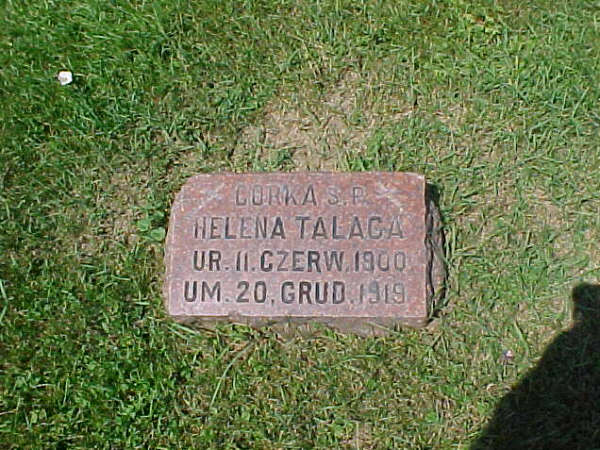 CORKA S.P.
HELENA TALAGA
UR. 11. CZERW. 1900.
UM. 20. GRUD. 1919.